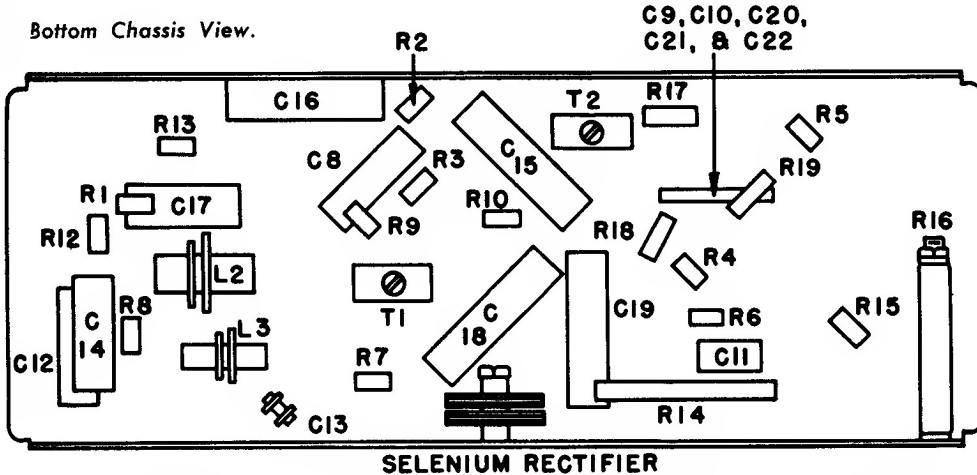 Bottom Chassis View.
C9, C10, C20,
C21, & C22
R2
C16
T2
R17
R5
R13
C8
R3
C
15
R19
R1
C17
R10
R9
R12
R18
R16
L2
R4
C
14
R8
T1
C
18
C19
R6
R15
L3
C12
R7
C11
C13
R14
SELENIUM RECTIFIER